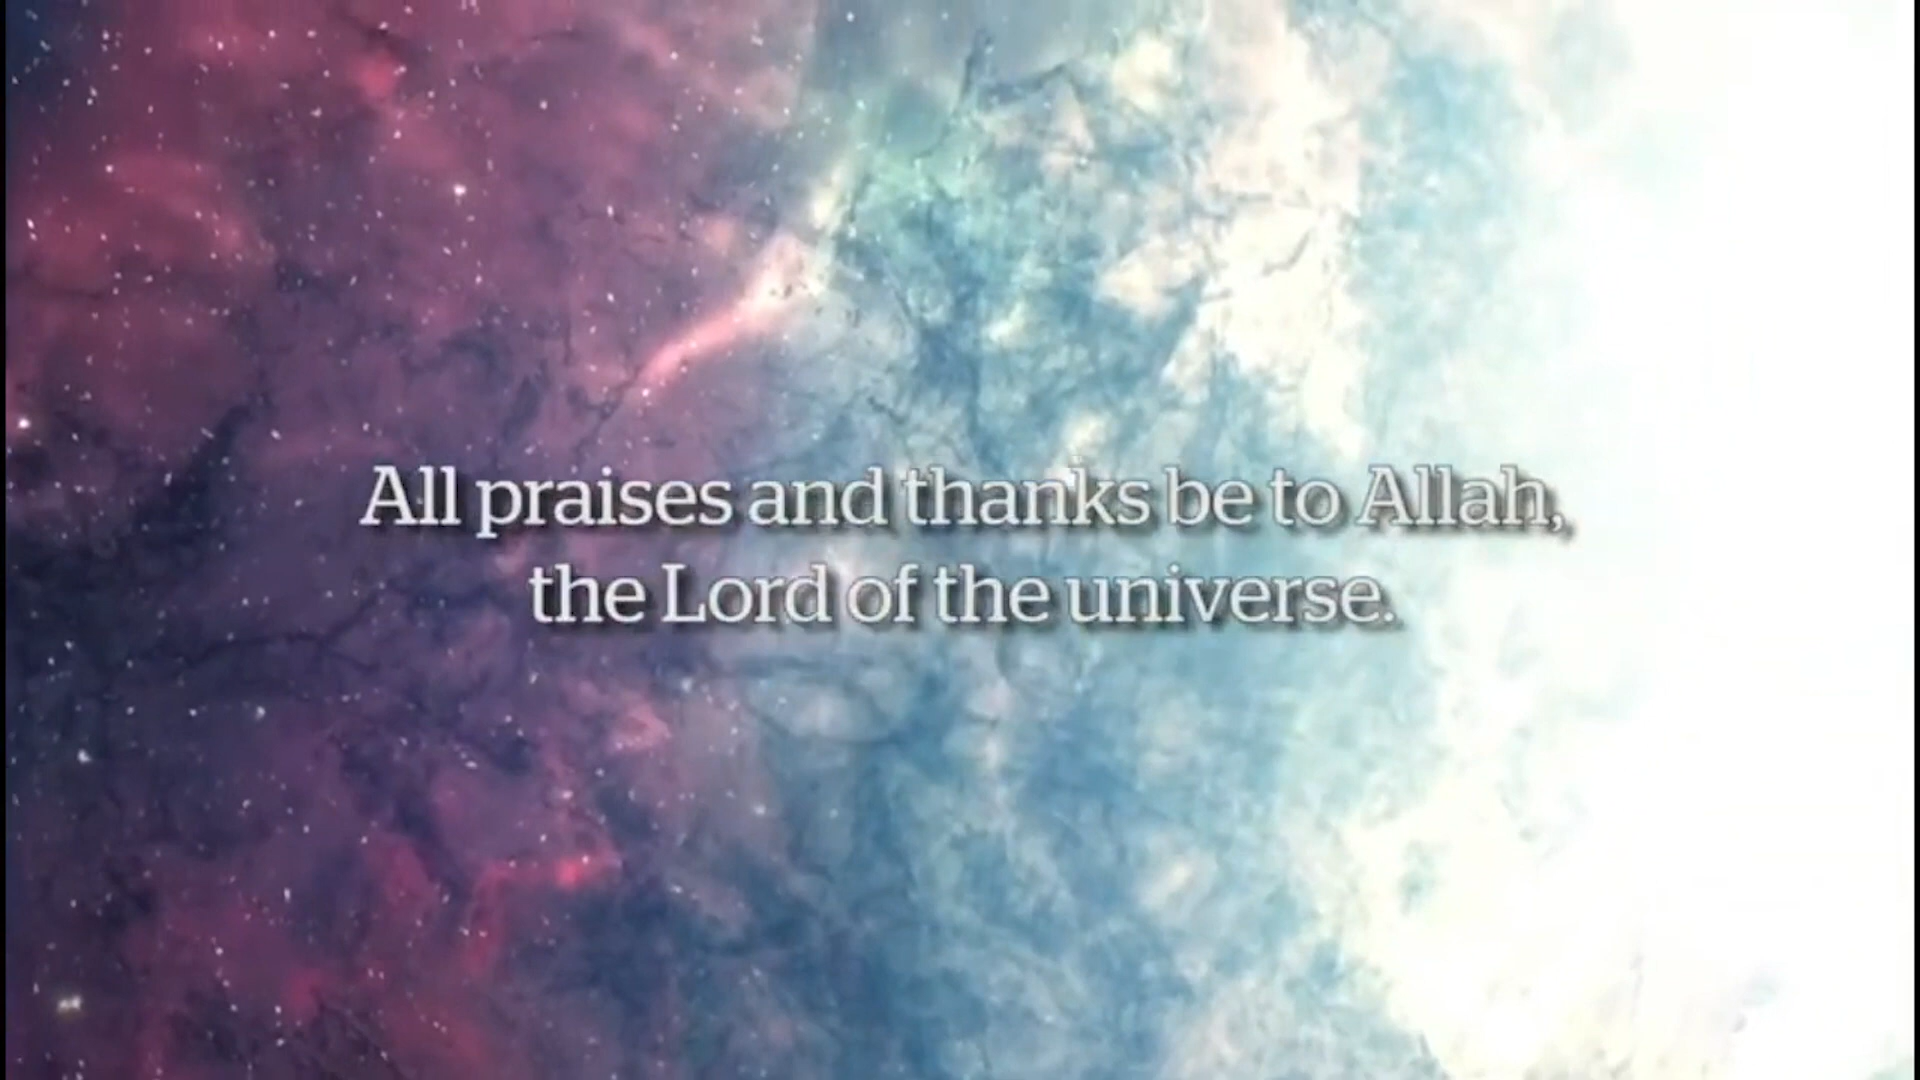 All praises and thanks be to Allah,
the Lord of the universe.